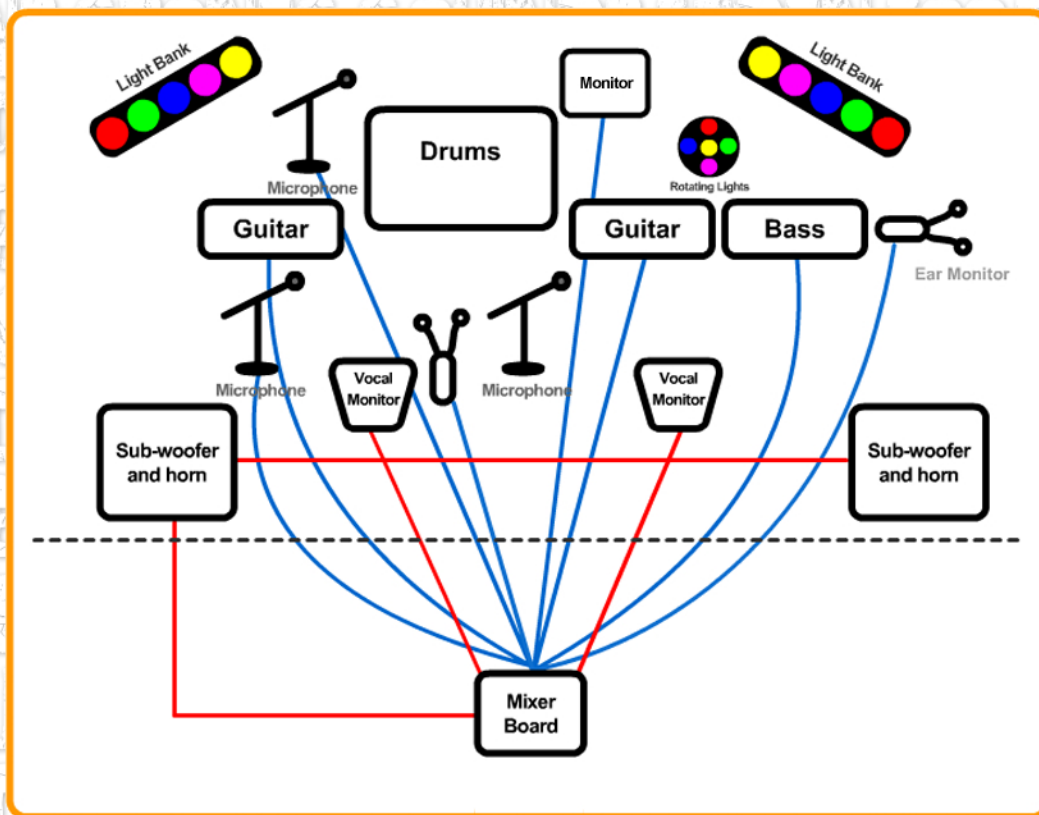 Light Bank
Light Bank
Monitor
Drums
Microphone
Rotating Lights
Guitar
Guitar
Bass
Ear Monitor
Microphone
Vocal
Monitor
Microphone
Vocal
Monitor
Sub-woofer
and horn
Sub-woofer
and horn
Mixer
Board